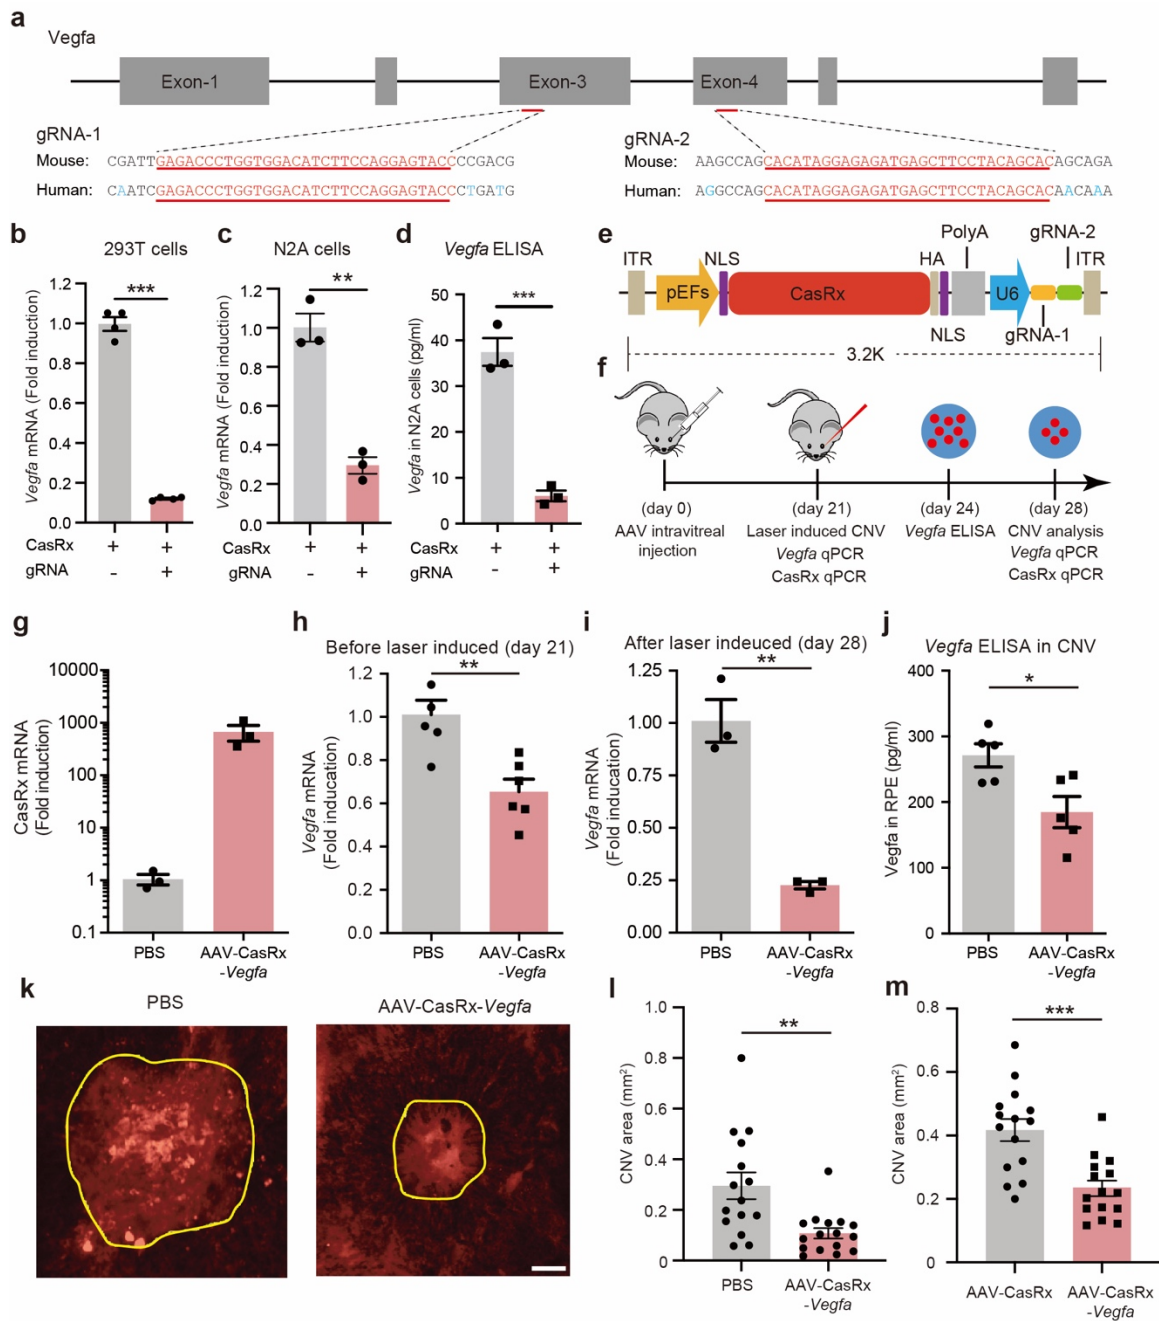 a
Vegfa
Exon-1
Exon-3
Exon-4
gRNA-1
Mouse: CGATTGAGACCCTGGTGGACATCTTCCAGGAGTACCCCGACG
Human: CAATCGAGACCCTGGTGGACATCTTCCAGGAGTACCCTGATG
gRNA-2
Mouse: AAGCCAGCACATAGGAGAGATGAGCTTCCTACAGCACAGCAGA
Human: AGGCCAGCACATAGGAGAGATGAGCTTCCTACAGCACAACAAA
b
293T cells
***
Vegfa mRNA (Fold induction)
1.2
1.0
0.8
0.6
0.4
0.2
0.0
CasRx + +
gRNA - +
c
N2A cells
**
Vegfa mRNA (Fold induction)
1.2
1.0
0.8
0.6
0.4
0.2
0.0
CasRx + +
gRNA - +
d
Vegfa ELISA
***
Vegfa in N2A cells (pg/ml)
50
40
30
20
10
0
CasRx + +
gRNA - +
e
PolyA
gRNA-2
ITR
NLS
HA
ITR
pEFs
CasRx
U6
NLS
gRNA-1
3.2K
f
(day 0)
AAV intravitreal
injection
(day 21)
Laser induced CNV
Vegfa qPCR
CasRx qPCR
(day 24)
Vegfa ELISA
(day 28)
CNV analysis
Vegfa qPCR
CasRx qPCR
g
CasRx mRNA
(Fold induction)
10000
1000
100
10
1
0.1
PBS
AAV-CasRx
-Vegfa
h
Before laser induced (day 21)
**
Vegfa mRNA
(Fold inducation)
1.2
1.0
0.8
0.6
0.4
0.2
0.0
PBS
AAV-CasRx
-Vegfa
i
After laser indeuced (day 28)
**
Vegfa mRNA
(Fold inducation)
1.25
1.00
0.75
0.50
0.25
0.00
PBS
AAV-CasRx
-Vegfa
j
Vegfa ELISA in CNV
*
Vegfa in RPE (pg/ml)
400
300
200
100
0
PBS
AAV-CasRx
-Vegfa
k
PBS
AAV-CasRx-Vegfa
l
**
CNV area (mm²)
1.0
0.8
0.6
0.4
0.2
0
PBS
AAV-CasRx
-Vegfa
m
***
CNV area (mm²)
0.8
0.6
0.4
0.2
0
AAV-CasRx
AAV-CasRx
-Vegfa